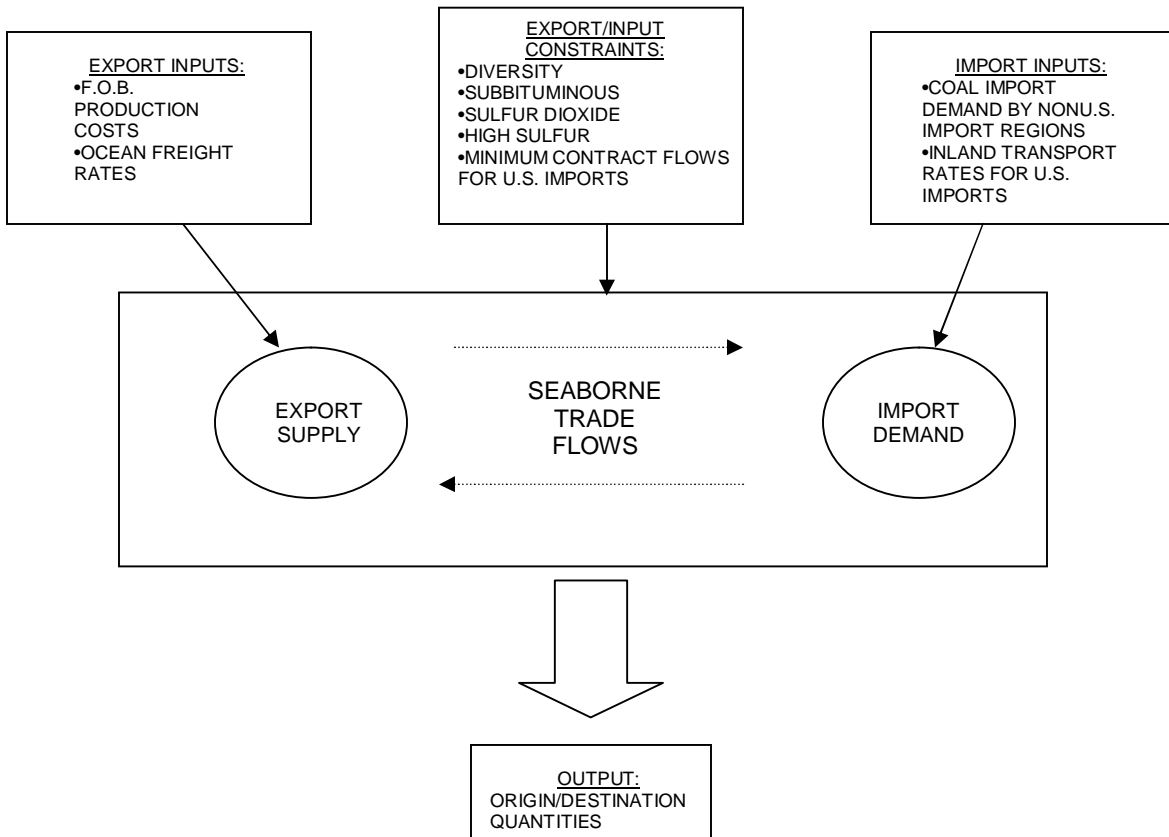 EXPORT INPUTS:
•F.O.B.
PRODUCTION
COSTS
•OCEAN FREIGHT
RATES
EXPORT/INPUT
CONSTRAINTS:
•DIVERSITY
•SUBBITUMINOUS
•SULFUR DIOXIDE
•HIGH SULFUR
•MINIMUM CONTRACT FLOWS
FOR U.S. IMPORTS
IMPORT INPUTS:
•COAL IMPORT
DEMAND BY NONU.S.
IMPORT REGIONS
•INLAND TRANSPORT
RATES FOR U.S.
IMPORTS
EXPORT
SUPPLY
SEABORNE
TRADE
FLOWS
IMPORT
DEMAND
OUTPUT:
ORIGIN/DESTINATION
QUANTITIES